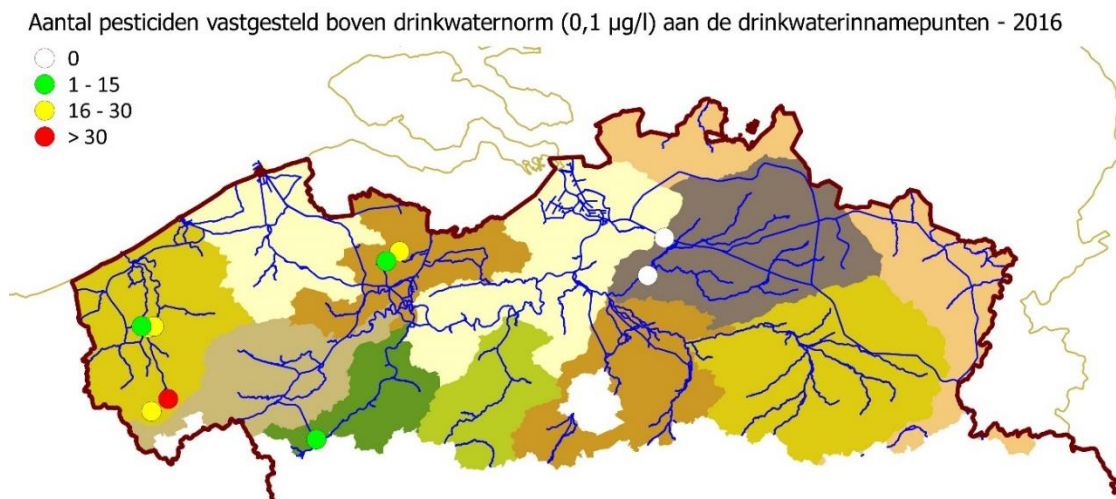 Aantal pesticiden vastgesteld boven drinkwaternorm (0,1 µg/l) aan de drinkwaterinnamepunten - 2016
0
1 - 15
16 - 30
> 30